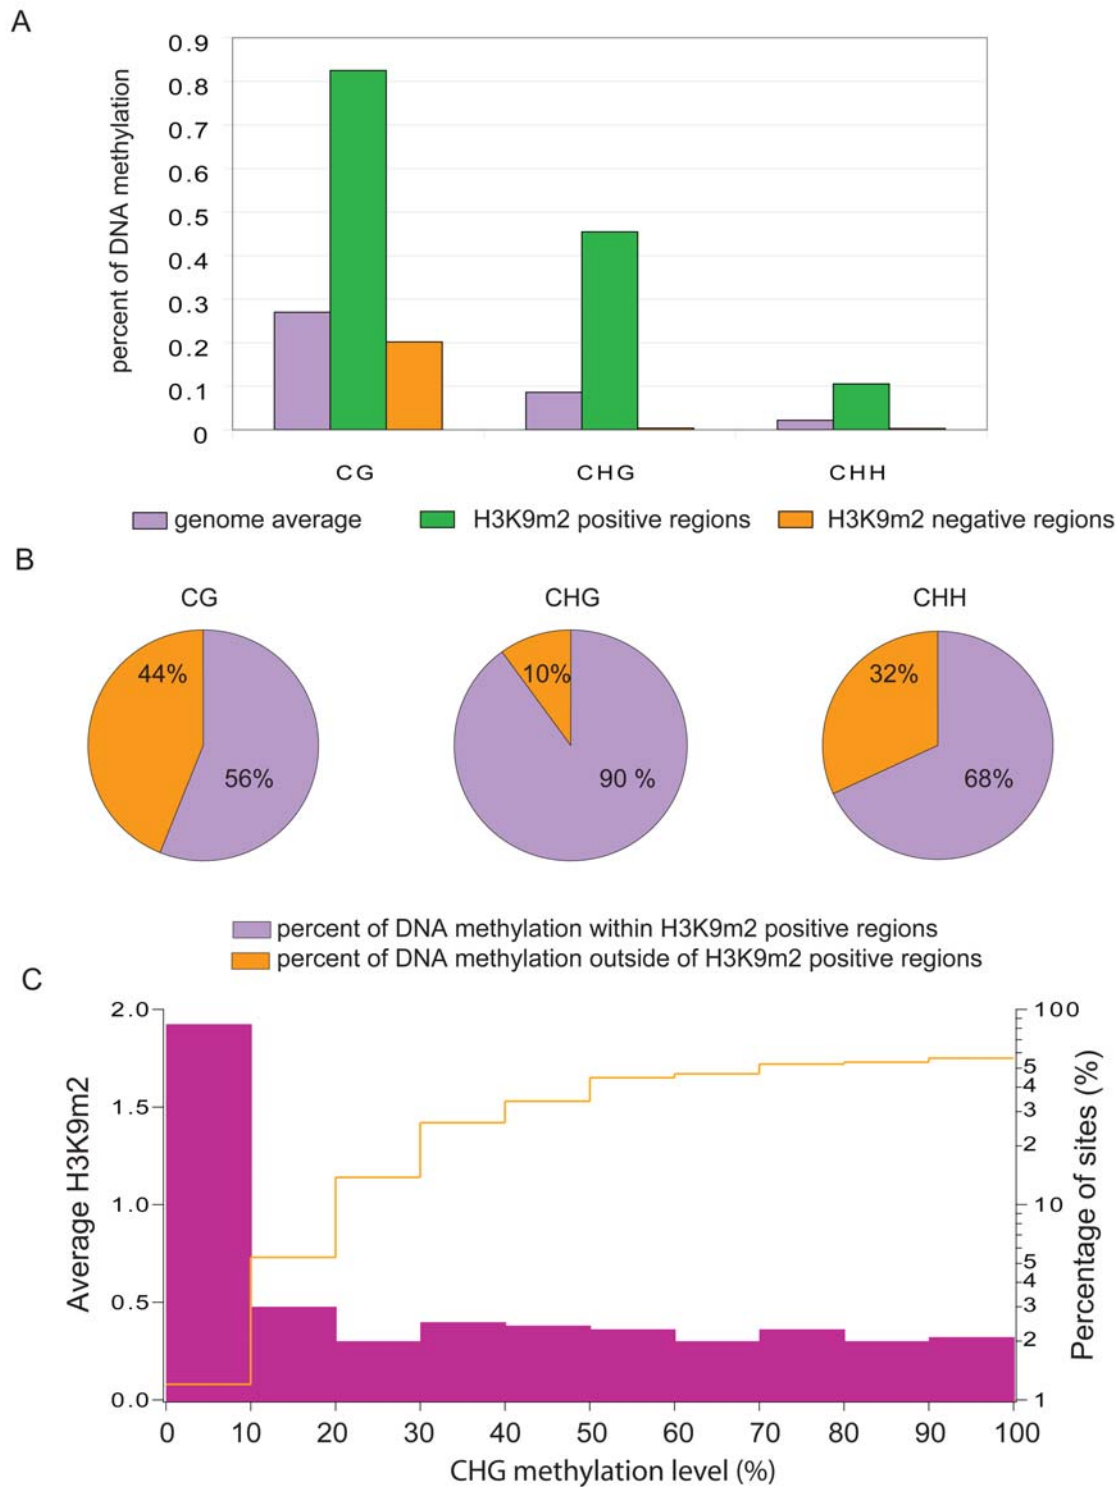 A
percent of DNA methylation
0.9
0.8
0.7
0.6
0.5
0.4
0.3
0.2
0.1
0
CG CHG CHH
genome average H3K9m2 positive regions H3K9m2 negative regions
B
CG CHG CHH
44% 10% 32%
56% 90 % 68%
percent of DNA methylation within H3K9m2 positive regions
percent of DNA methylation outside of H3K9m2 positive regions
C
Average H3K9m2
2.0
1.5
1.0
0.5
0.0
100
5
4
3
2
10
5
4
3
2
1
Percentage of sites (%)
0 10 20 30 40 50 60 70 80 90 100
CHG methylation level (%)